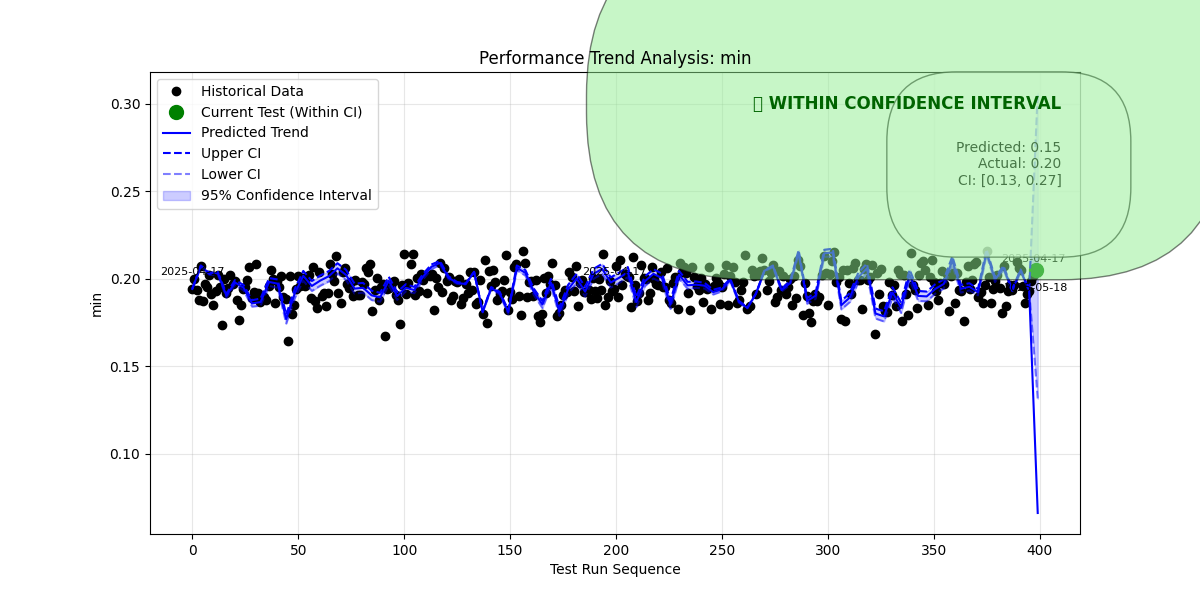 Performance Trend Analysis: min
Historical Data
Current Test (Within CI)
Predicted Trend
Upper CI
Lower CI
95% Confidence Interval
WITHIN CONFIDENCE INTERVAL
Predicted: 0.15
Actual: 0.20
CI: [0.13, 0.27]
0.30
0.25
0.20
0.15
0.10
min
2025-04-17
05-18
0
50
100
150
200
250
300
350
400
Test Run Sequence